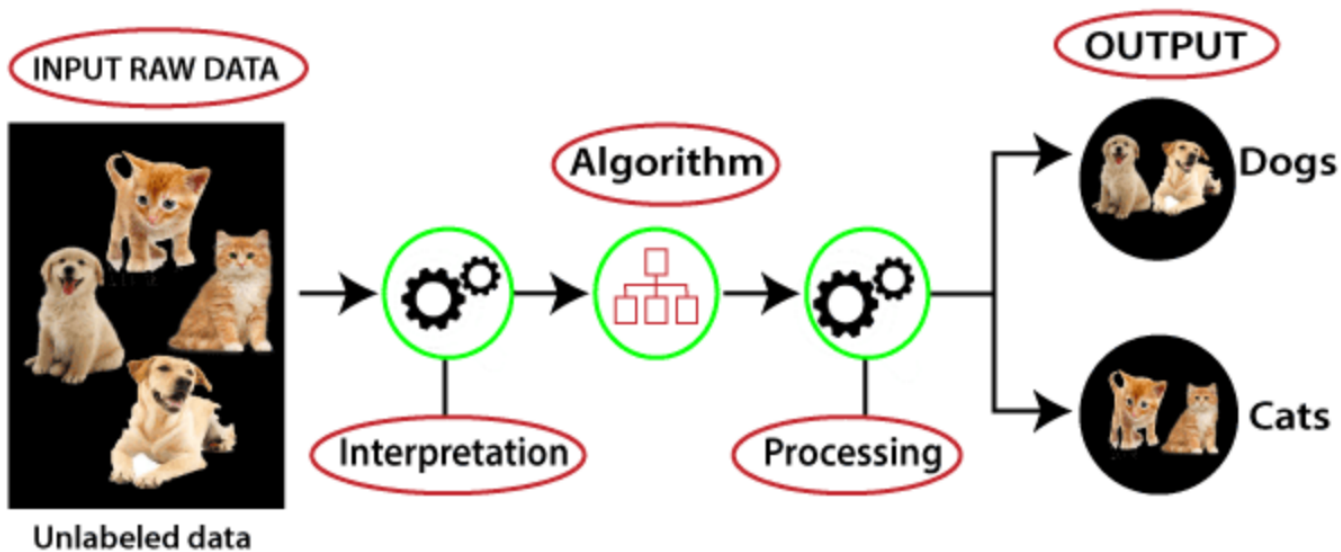 INPUT RAW DATA
Unlabeled data
Interpretation
Algorithm
Processing
OUTPUT
Dogs
Cats